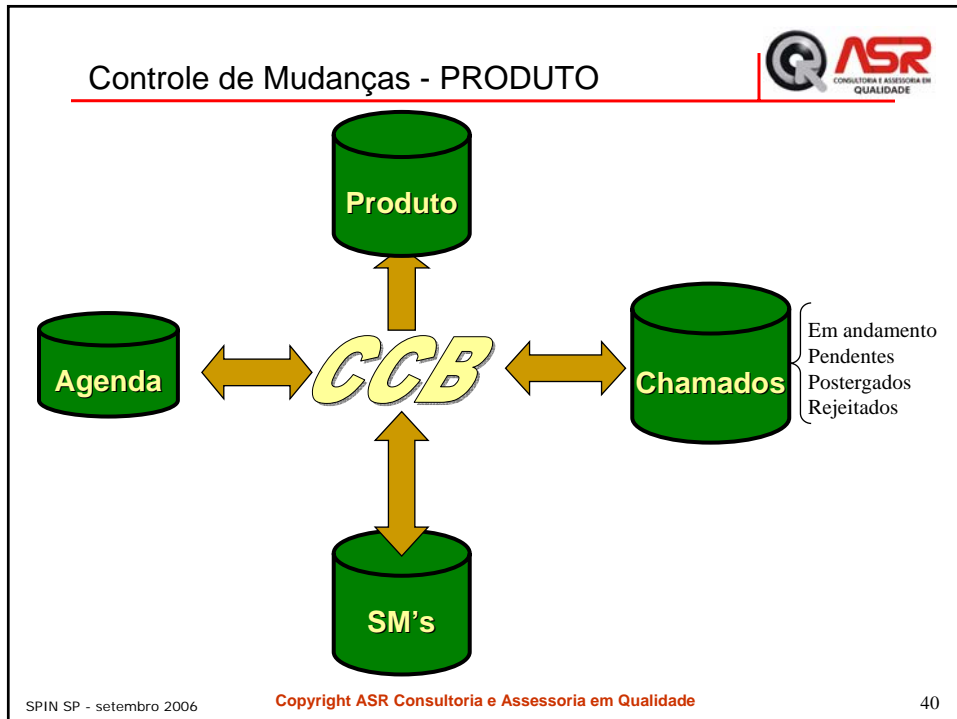 Controle de Mudanças - PRODUTO
ASR
CONSULTORIA E ASSESSORIA EM
QUALIDADE
Produto
Agenda
CCB
Chamados
Em andamento
Pendentes
Postergados
Rejeitados
SM's
SPIN SP - setembro 2006
Copyright ASR Consultoria e Assessoria em Qualidade
40